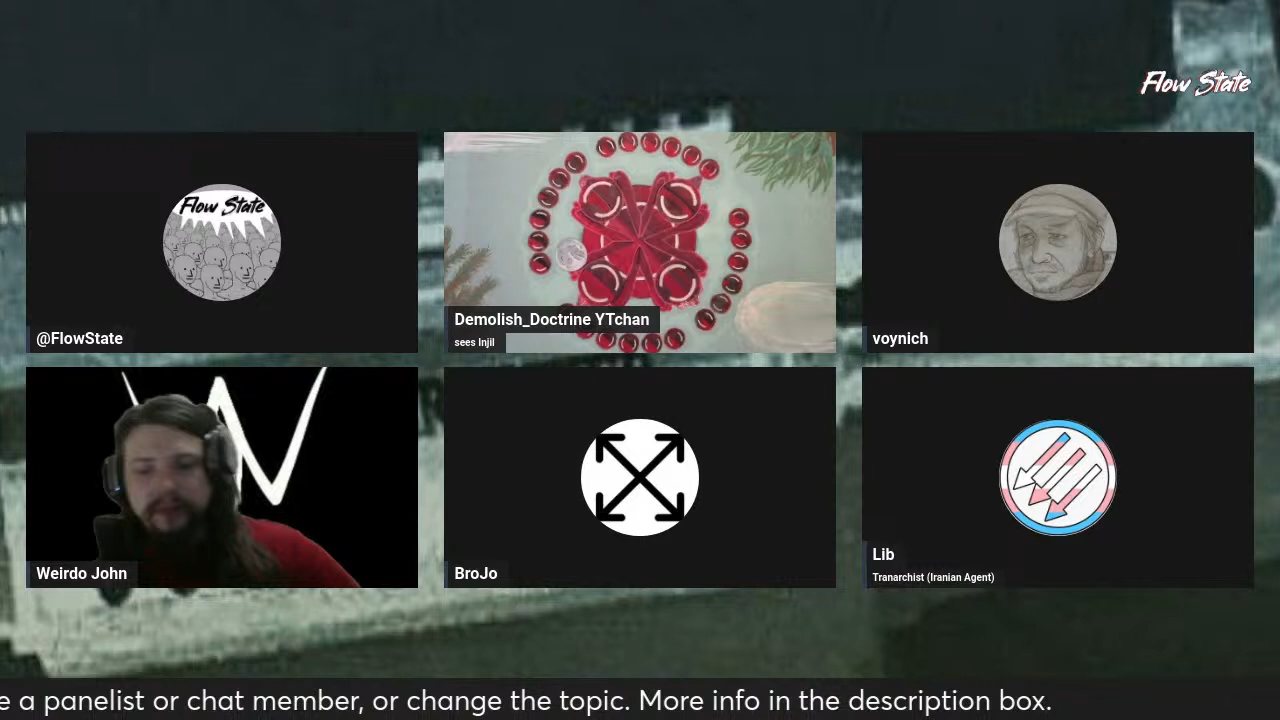 Flow State
Flow State
@FlowState
Demolish_Doctrine YTchan
sees Injil
voynich
W
Weirdo John
BroJo
Lib
Tranarchist (Iranian Agent)
e a panelist or chat member, or change the topic. More info in the description box.